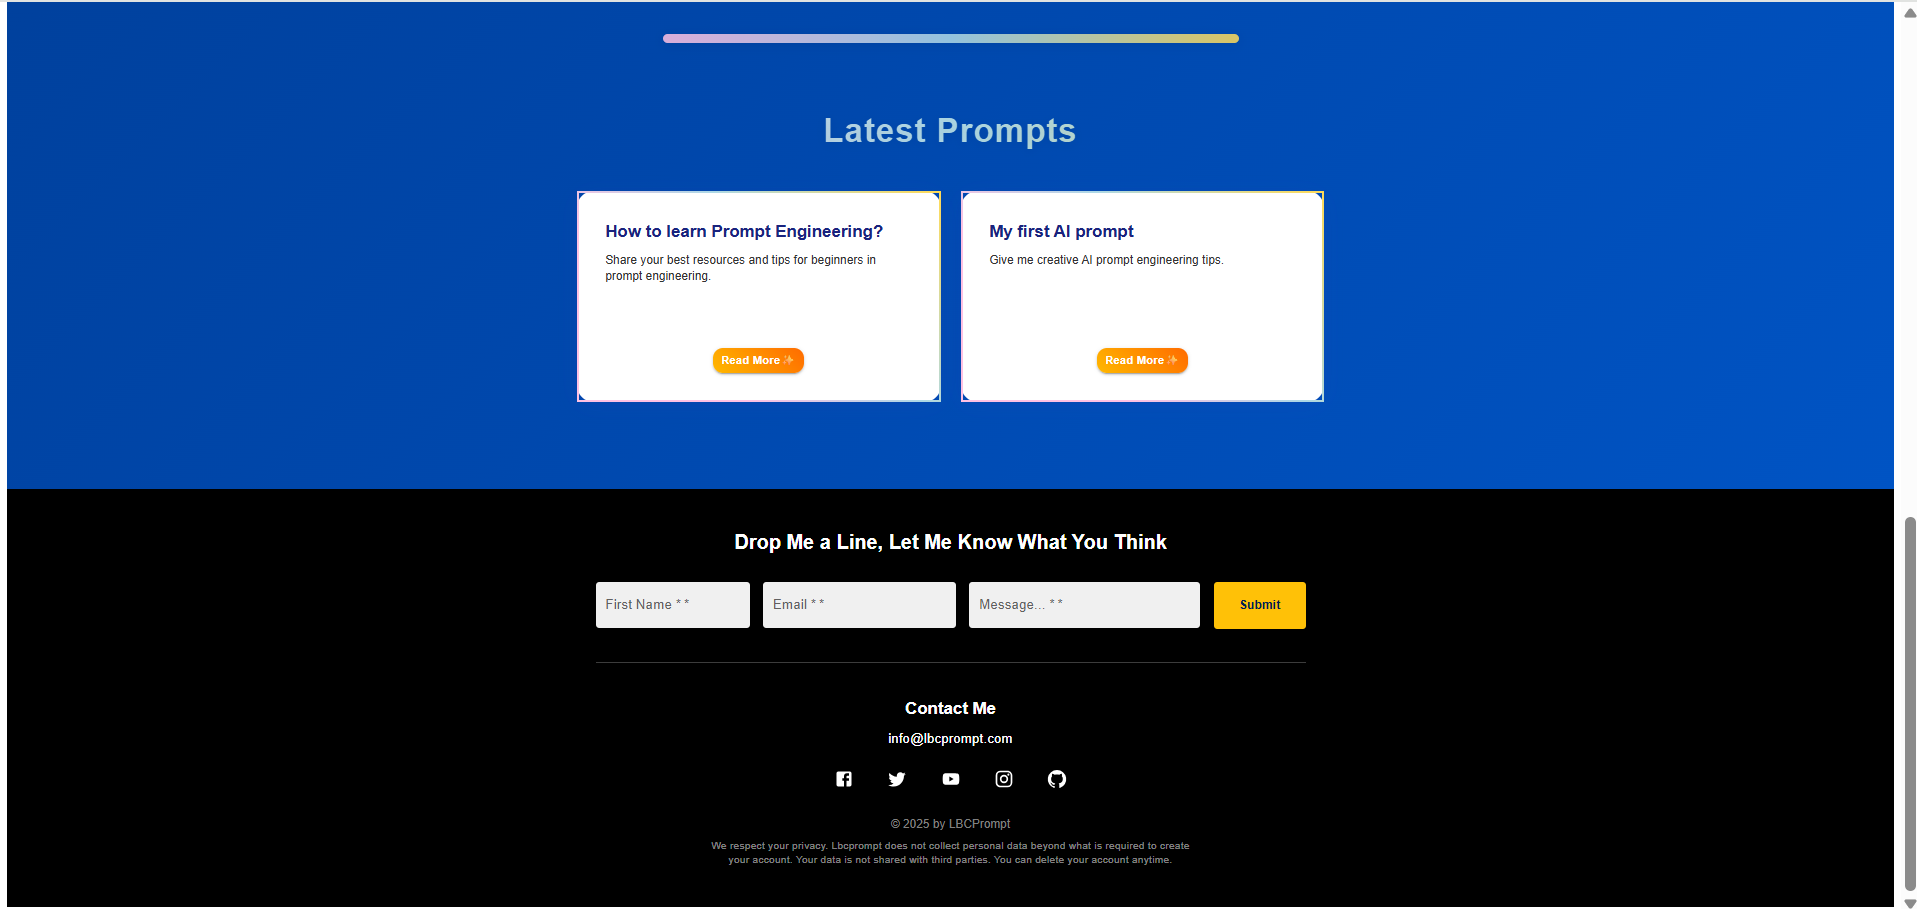 Latest Prompts
How to learn Prompt Engineering?
Share your best resources and tips for beginners in
prompt engineering.
Read More✨
My first AI prompt
Give me creative AI prompt engineering tips.
Read More✨
Drop Me a Line, Let Me Know What You Think
First Name * *
Email * *
Message... * *
Submit
Contact Me
info@lbcprompt.com
© 2025 by LBCPrompt
We respect your privacy. Lbcprompt does not collect personal data beyond what is required to create
your account. Your data is not shared with third parties. You can delete your account anytime.